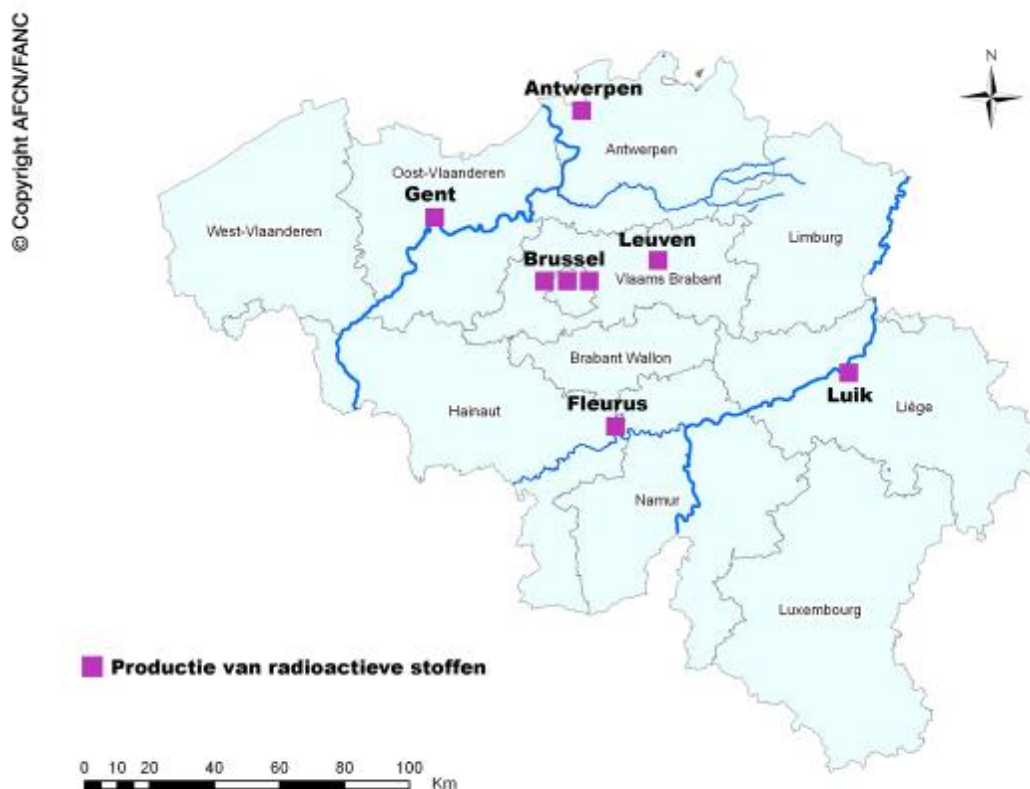 © Copyright AFCN/FANC
N
Antwerpen
Antwerpen
Oost-Vlaanderen
Gent
West-Vlaanderen
Limburg
Leuven
Brussel
Vlaams Brabant
Brabant Wallon
Luik
Fleurus
Hainaut
Liége
Namur
Luxembourg
Productie van radioactieve stoffen
0 10 20 40 60 80 100
Km